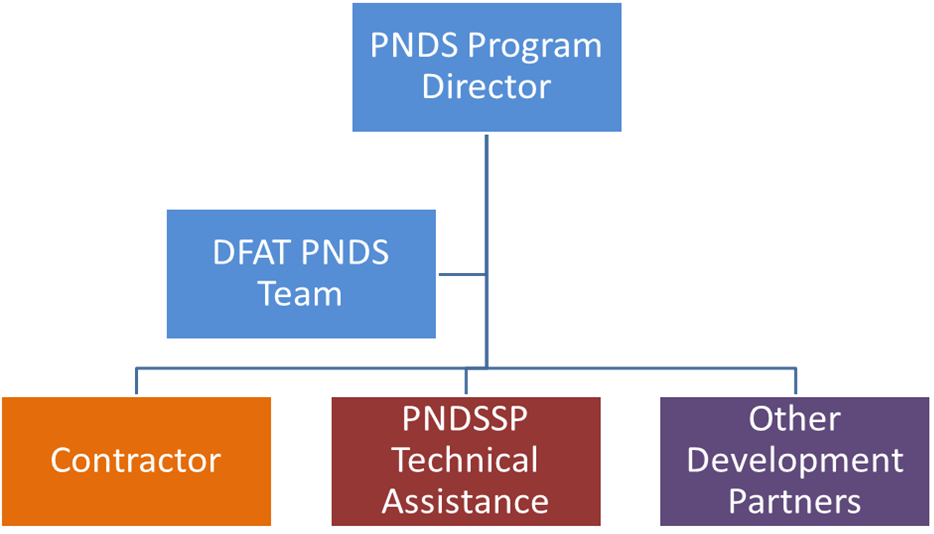 PNDS Program
Director
DFAT PNDS
Team
Contractor
PNDSSP
Technical
Assistance
Other
Development
Partners